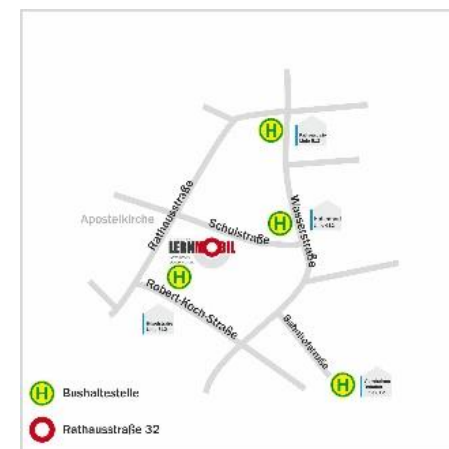 Wasserstraße
Rathausstraße
Apostelkirche
Schulstraße
LERNMOBIL
Robert-Koch-Straße
Bahnhofstraße
H
H
H
H
H Bushaltestelle
Rathausstraße 32